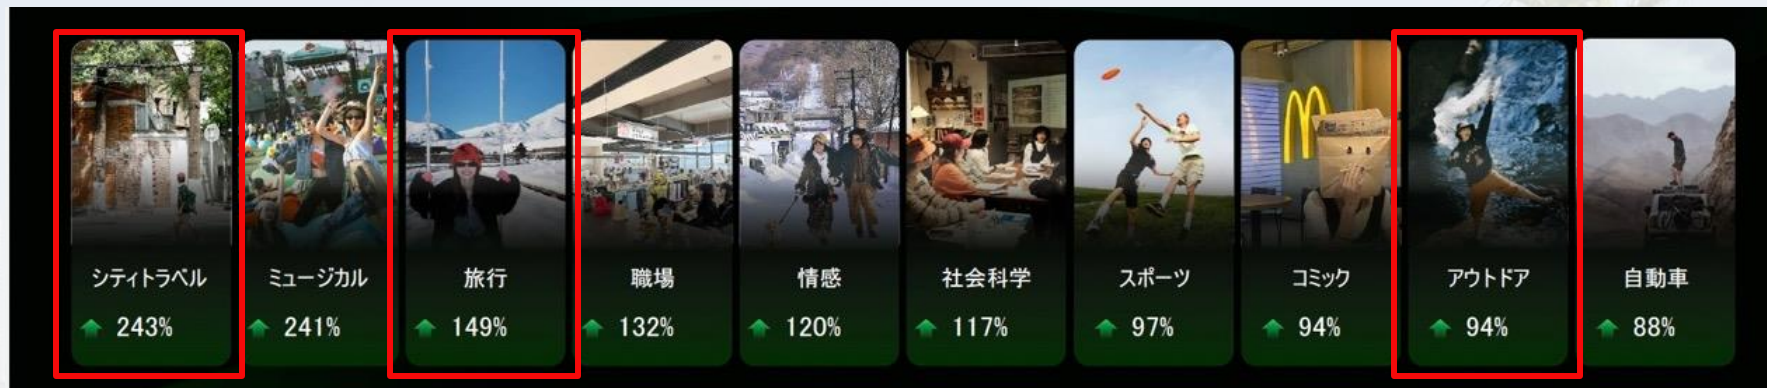 シティトラベル
243%
ミュージカル
241%
旅行
149%
職場
132%
情感
120%
社会科学
117%
スポーツ
97%
コミック
94%
アウトドア
94%
自動車
88%